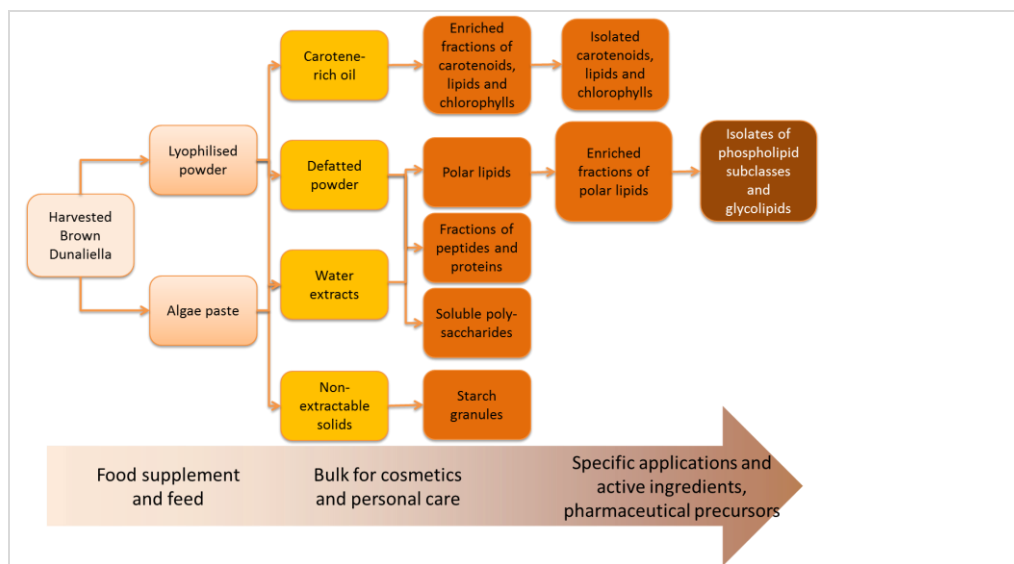 Carotene-
rich oil
Enriched
fractions of
carotenoids,
lipids and
chlorophylls
Isolated
carotenoids,
lipids and
chlorophylls
Lyophilised
powder
Defatted
powder
Polar lipids
Enriched
fractions of
polar lipids
Isolates of
phospholipid
subclasses
and
glycolipids
Harvested
Brown
Dunaliella
Fractions of
peptides and
proteins
Algae paste
Water
extracts
Soluble poly-
saccharides
Non-
extractable
solids
Starch
granules
Food supplement
and feed
Bulk for cosmetics
and personal care
Specific applications and
active ingredients,
pharmaceutical precursors